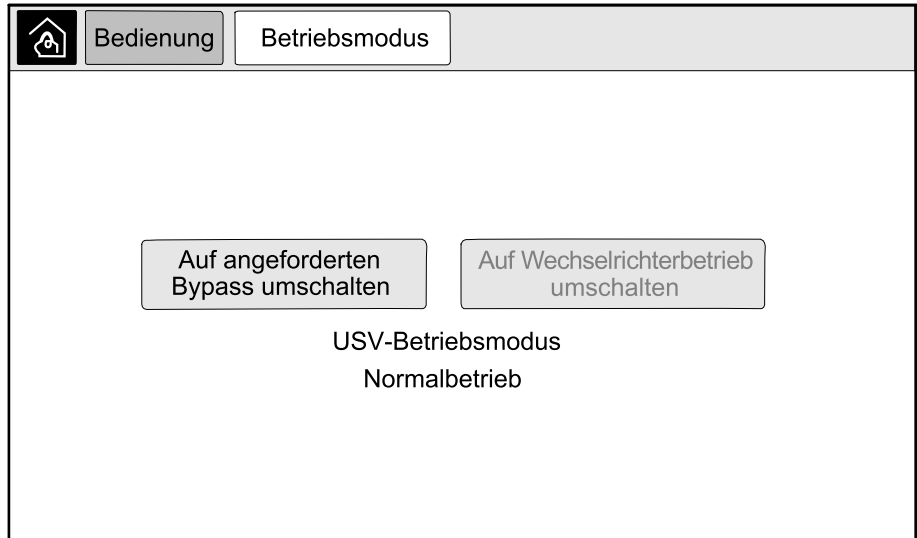 Bedienung
Betriebsmodus
Auf angeforderten
Bypass umschalten
Auf Wechselrichterbetrieb
umschalten
USV-Betriebsmodus
Normalbetrieb